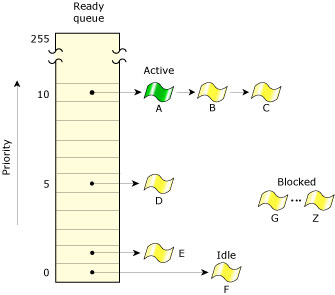 Ready
queue
255
Active
10
A B C
Priority
Blocked
5
D
G ... Z
E
Idle
0
F